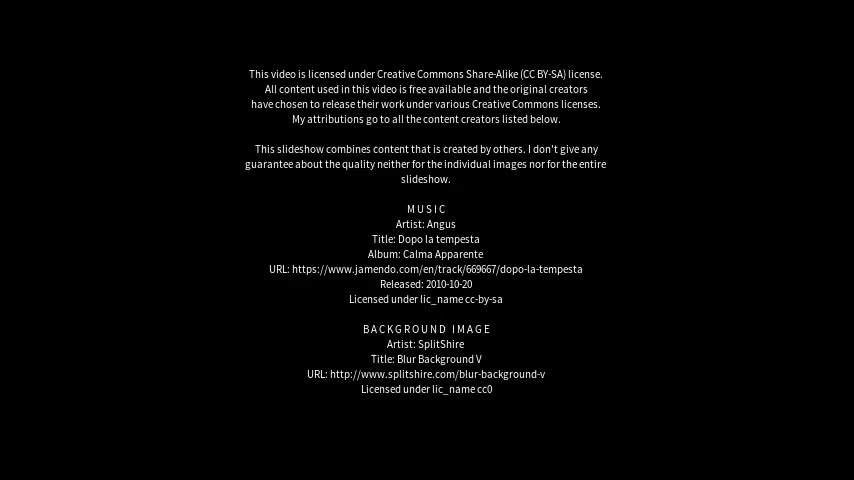 This video is licensed under Creative Commons Share-Alike (CC BY-SA) license.
All content used in this video is free available and the original creators
have chosen to release their work under various Creative Commons licenses.
My attributions go to all the content creators listed below.
This slideshow combines content that is created by others. I don't give any
guarantee about the quality neither for the individual images nor for the entire
slideshow.
MUSIC
Artist: Angus
Title: Dopo la tempesta
Album: Calma Apparente
URL: https://www.jamendo.com/en/track/669667/dopo-la-tempesta
Released: 2010-10-20
Licensed under lic_name cc-by-sa
BACKGROUND IMAGE
Artist: SplitShire
Title: Blur Background V
URL: http://www.splitshire.com/blur-background-v
Licensed under lic_name cc0